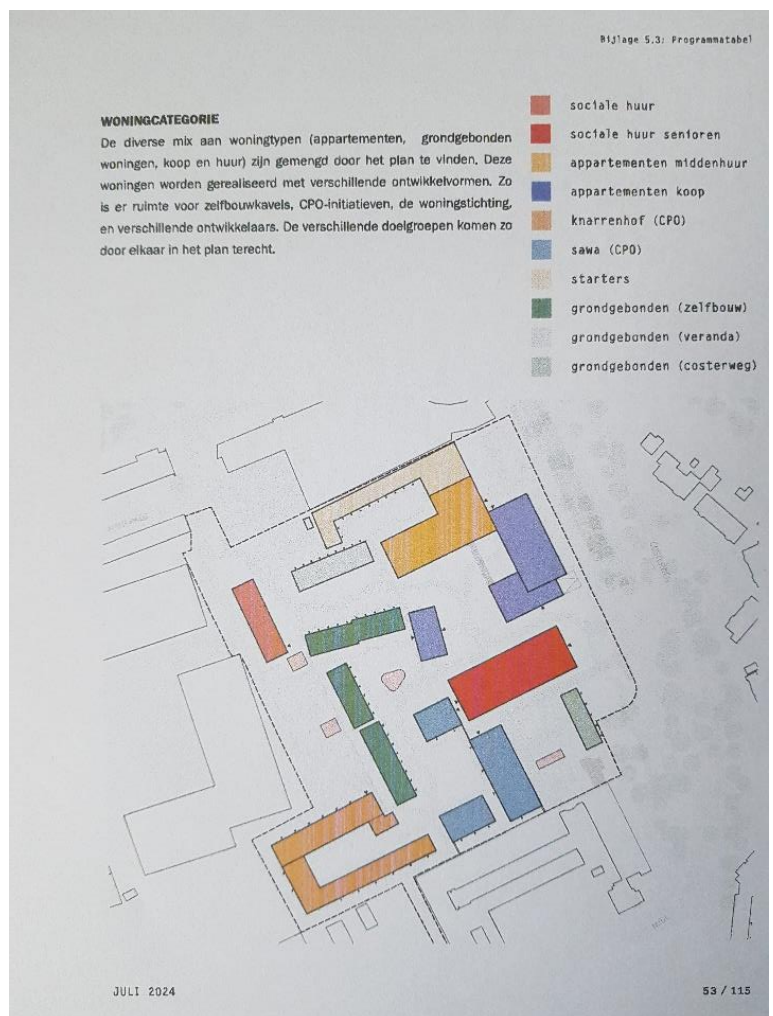 Bijlage 5.3: Programmatabel
WONINGCATEGORIE
De diverse mix aan woningtypen (appartementen, grondgebonden
woningen, koop en huur) zijn gemengd door het plan te vinden. Deze
woningen worden gerealiseerd met verschillende ontwikkelvormen. Zo
is er ruimte voor zelfbouwkavels, CPO-initiatieven, de woningstichting,
en verschillende ontwikkelaars. De verschillende doelgroepen komen zo
door elkaar in het plan terecht.
sociale huur
sociale huur senioren
appartementen middenhuur
appartementen koop
knarrenhof (CPO)
sawa (CPO)
starters
grondgebonden (zelfbouw)
grondgebonden (veranda)
grondgebonden (costerweg)
JULI 2024
53 / 115